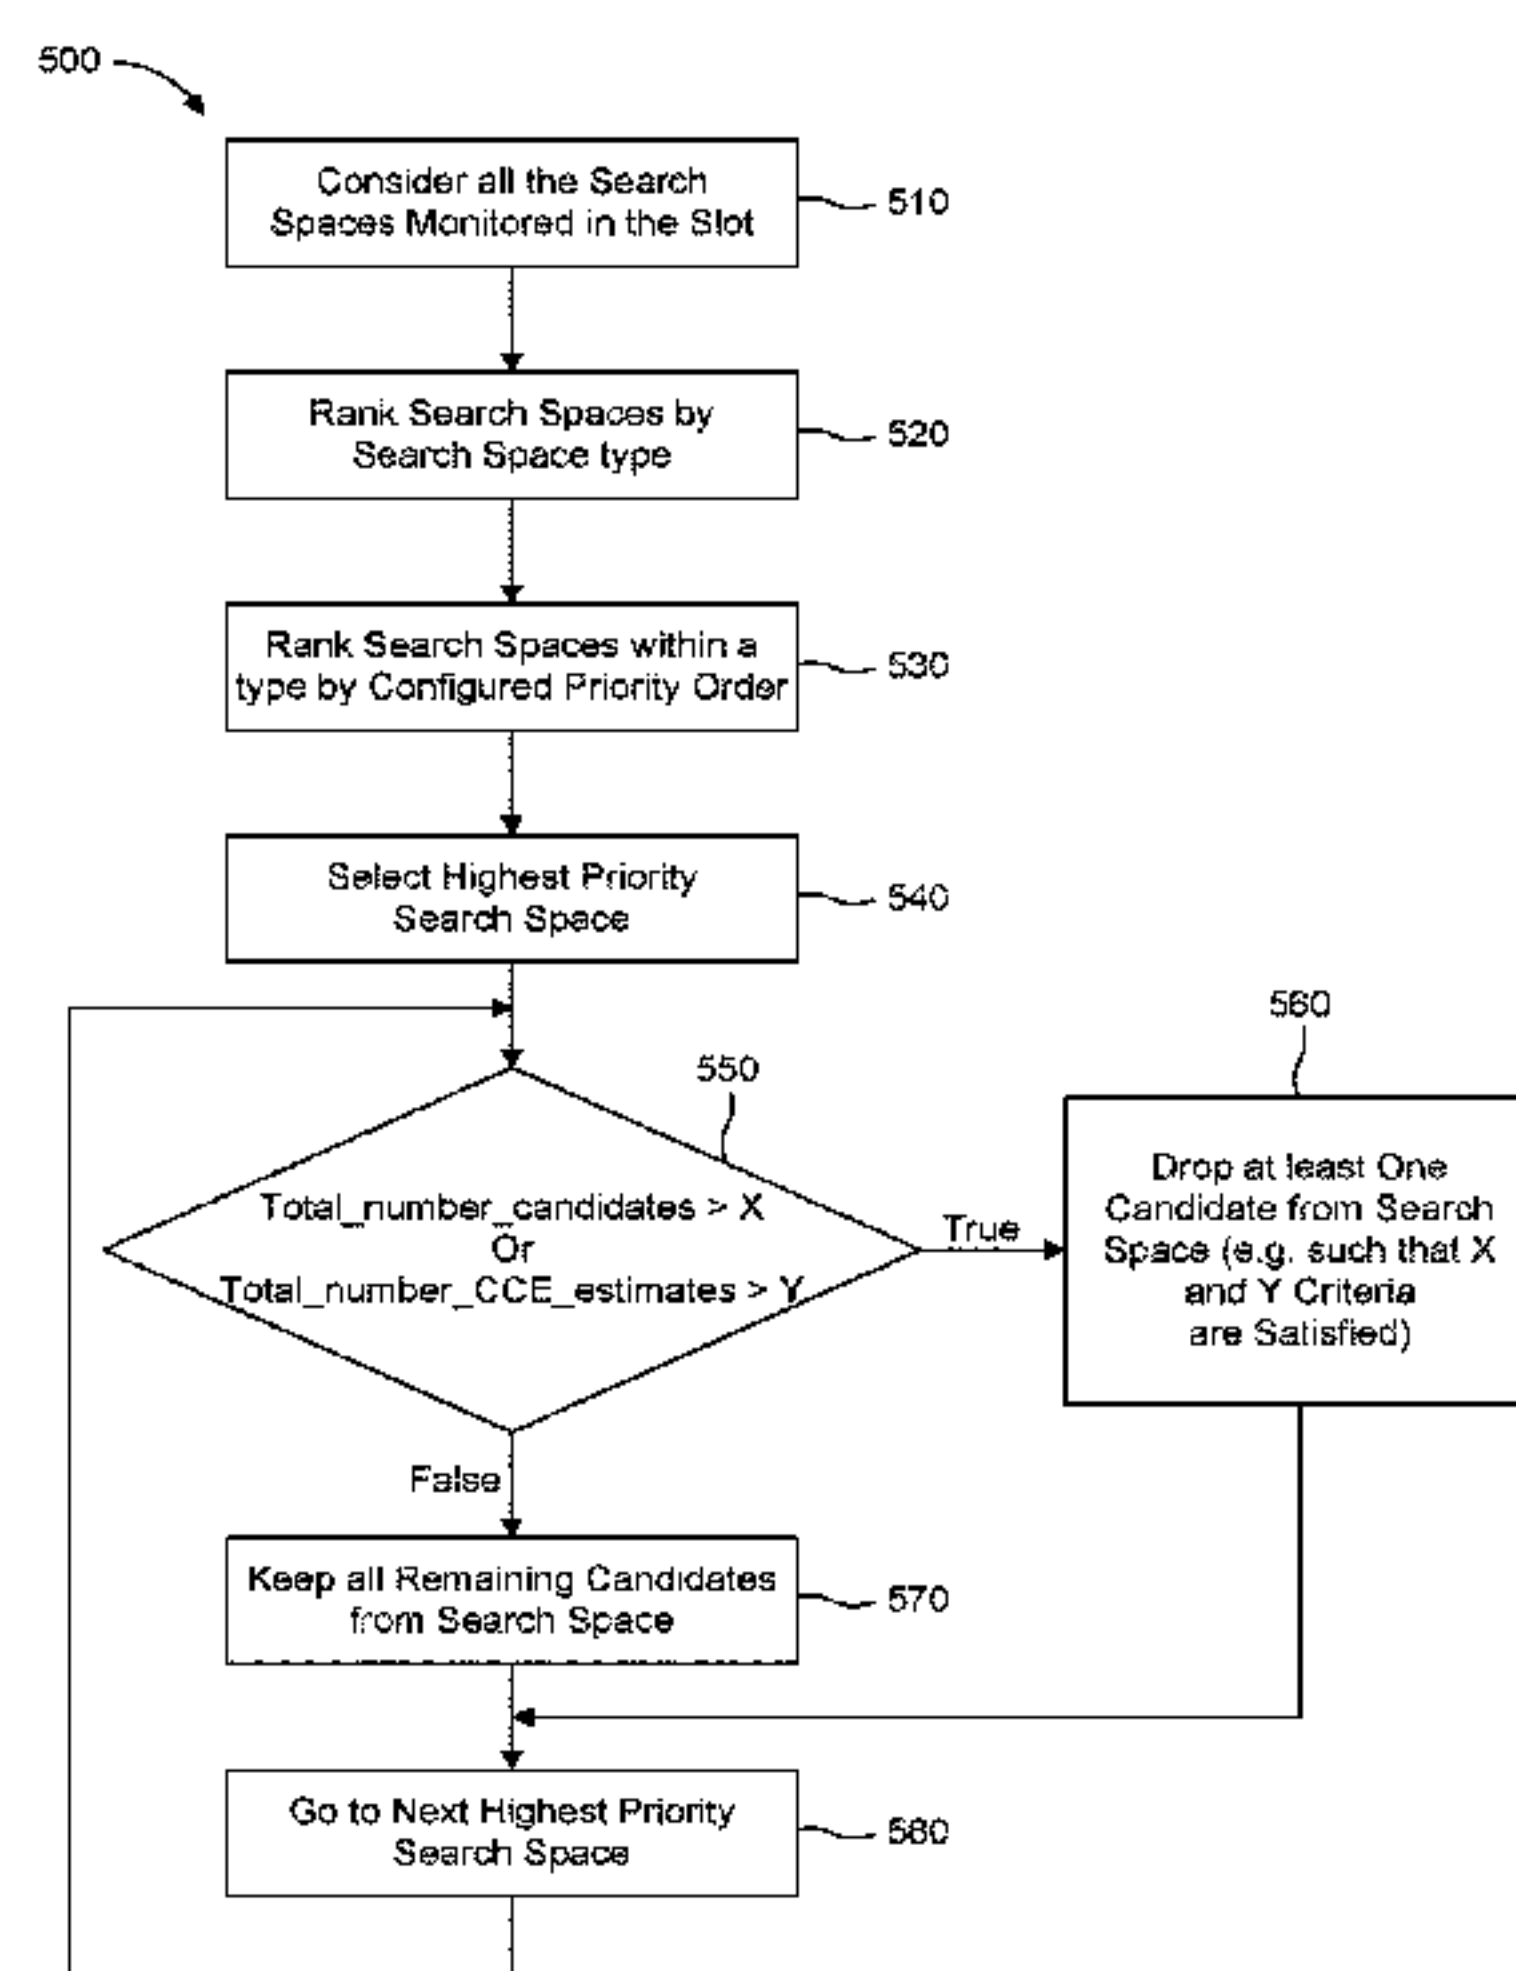 500
Consider all the Search
Spaces Monitored in the Slot
510
Rank Search Spaces by
Search Space type
520
Rank Search Spaces within a
type by Configured Priority Order
530
Select Highest Priority
Search Space
540
550
Total_number_candidates > X
Or
Total_number_CCE_estimates > Y
True
560
Drop at least One
Candidate from Search
Space (e.g. such that X
and Y Criteria
are Satisfied)
False
Keep all Remaining Candidates
from Search Space
570
Go to Next Highest Priority
Search Space
580